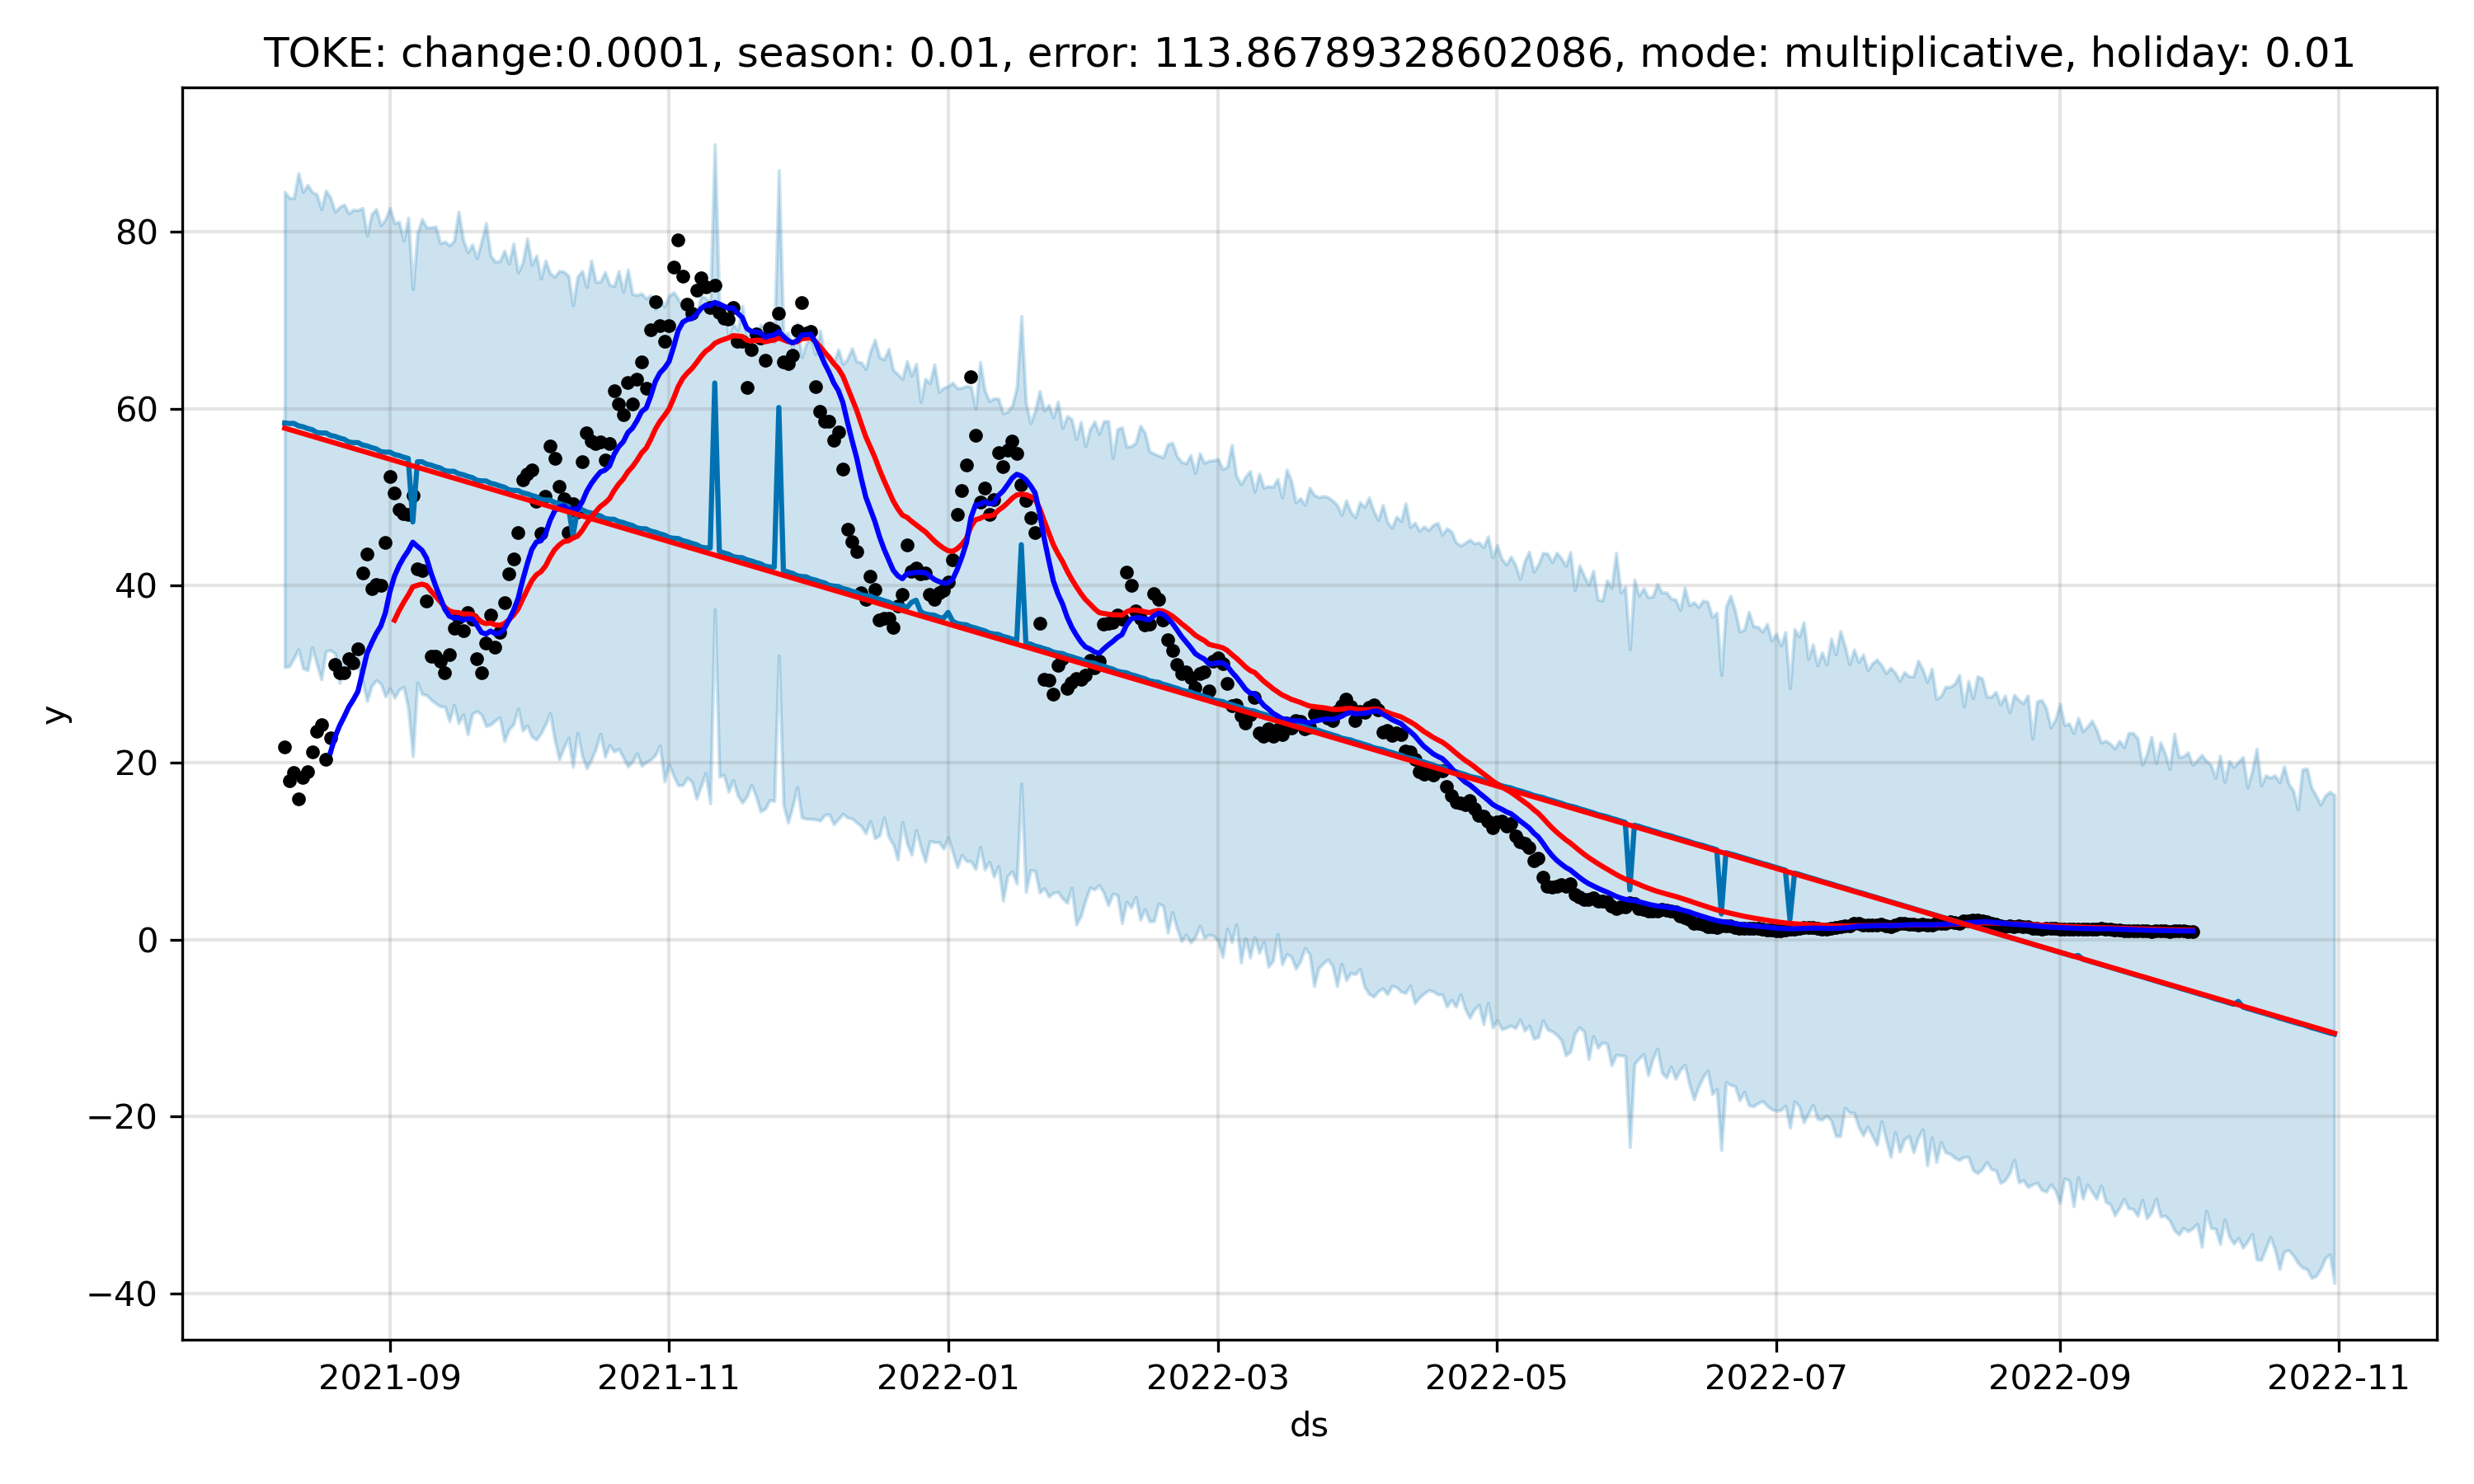 TOKE: change:0.0001, season: 0.01, error: 113.86789328602086, mode: multiplicative, holiday: 0.01
80
60
40
20
0
−20
−40
y
2021-09 2021-11 2022-01 2022-03 2022-05 2022-07 2022-09 2022-11
ds